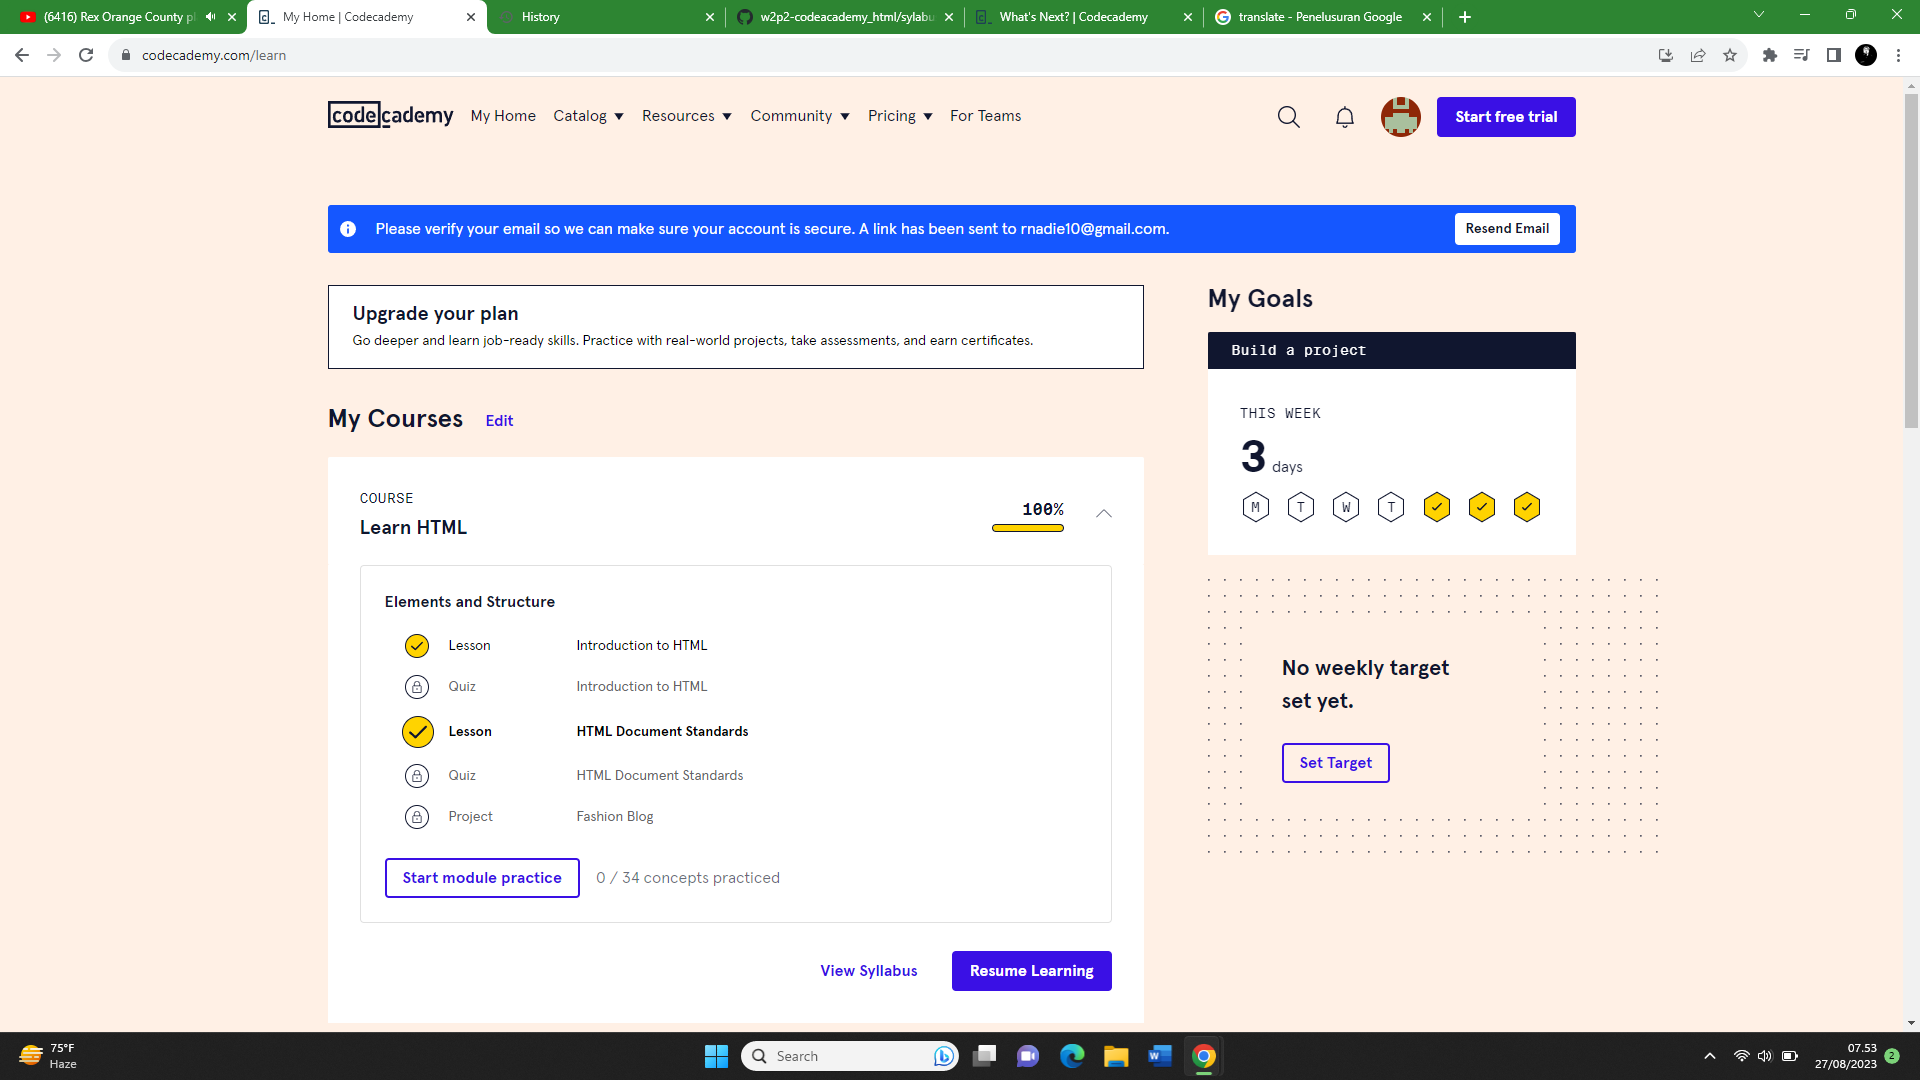 (6416) Rex Orange County p
My Home | Codecademy
History
w2p2-codeacademy_html/sylabu
What's Next? | Codecademy
translate - Penelusuran Google
codecademy.com/learn
codecademy
My Home
Catalog
Resources
Community
Pricing
For Teams
Start free trial
Please verify your email so we can make sure your account is secure. A link has been sent to rnadie10@gmail.com.
Resend Email
Upgrade your plan
Go deeper and learn job-ready skills. Practice with real-world projects, take assessments, and earn certificates.
My Courses
Edit
COURSE
Learn HTML
100%
Elements and Structure
Lesson Introduction to HTML
Quiz Introduction to HTML
Lesson HTML Document Standards
Quiz HTML Document Standards
Project Fashion Blog
Start module practice
0 / 34 concepts practiced
View Syllabus
Resume Learning
My Goals
Build a project
THIS WEEK
3 days
M T W T
No weekly target
set yet.
Set Target
75°F
Haze
Search
07.53
27/08/2023
2